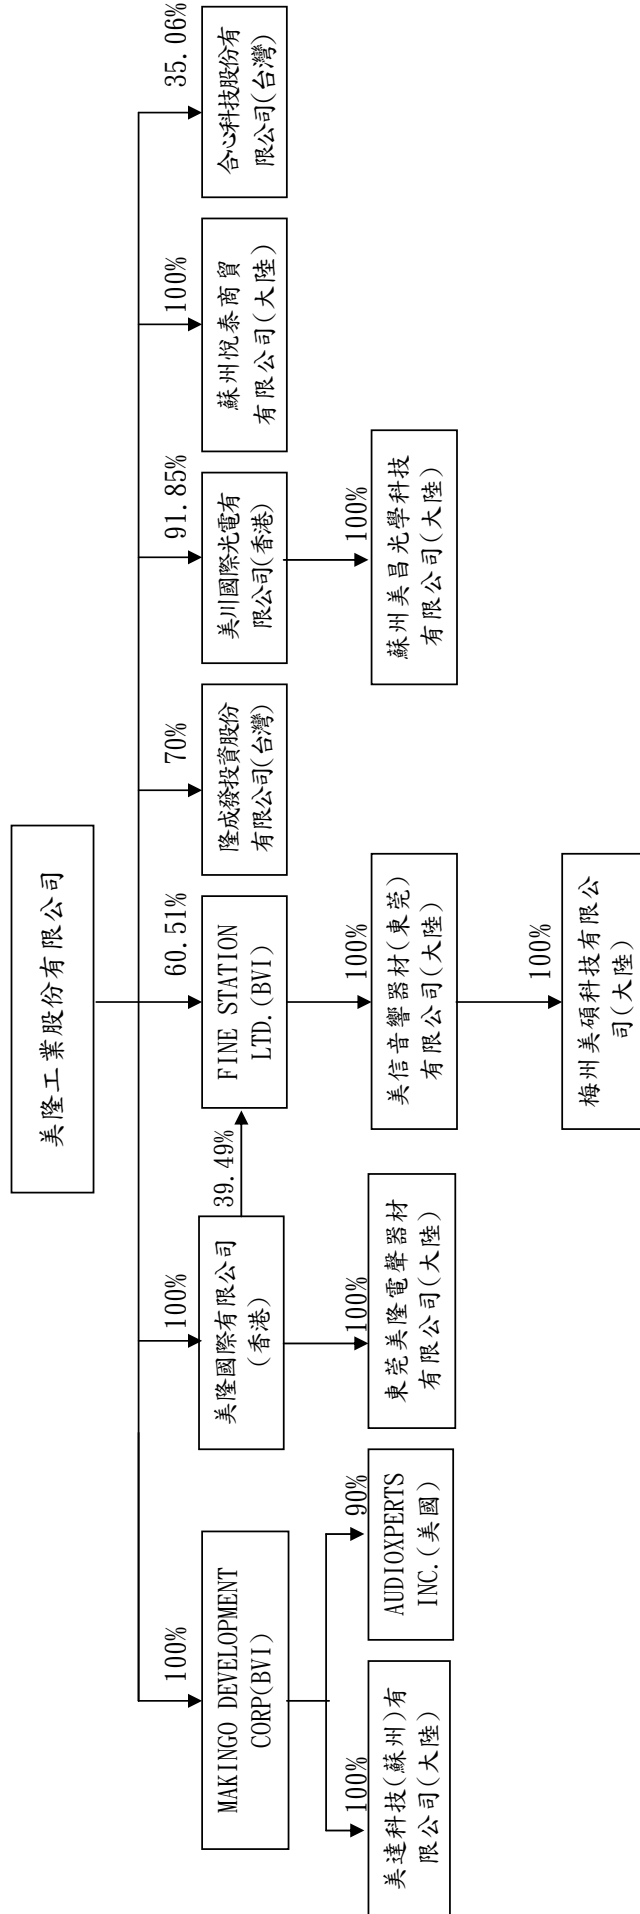 美隆工業股份有限公司
100%
MAKINGO DEVELOPMENT
CORP(BVI)
100%
美隆國際有限公司
(香港)
39.49%
60.51%
FINE STATION
LTD.(BVI)
70%
隆成發投資股份
有限公司(台灣)
91.85%
美川國際光電有
限公司(香港)
100%
蘇州悅泰商貿
有限公司(大陸)
35.06%
合心科技股份有
限公司(台灣)
100%
美達科技(蘇州)有
限公司(大陸)
90%
AUDIOXPERTS
INC.(美國)
100%
東莞美隆電聲器材
有限公司(大陸)
100%
美信音響器材(東莞)
有限公司(大陸)
100%
蘇州美昌光學科技
有限公司(大陸)
100%
梅州美碩科技有限公
司(大陸)